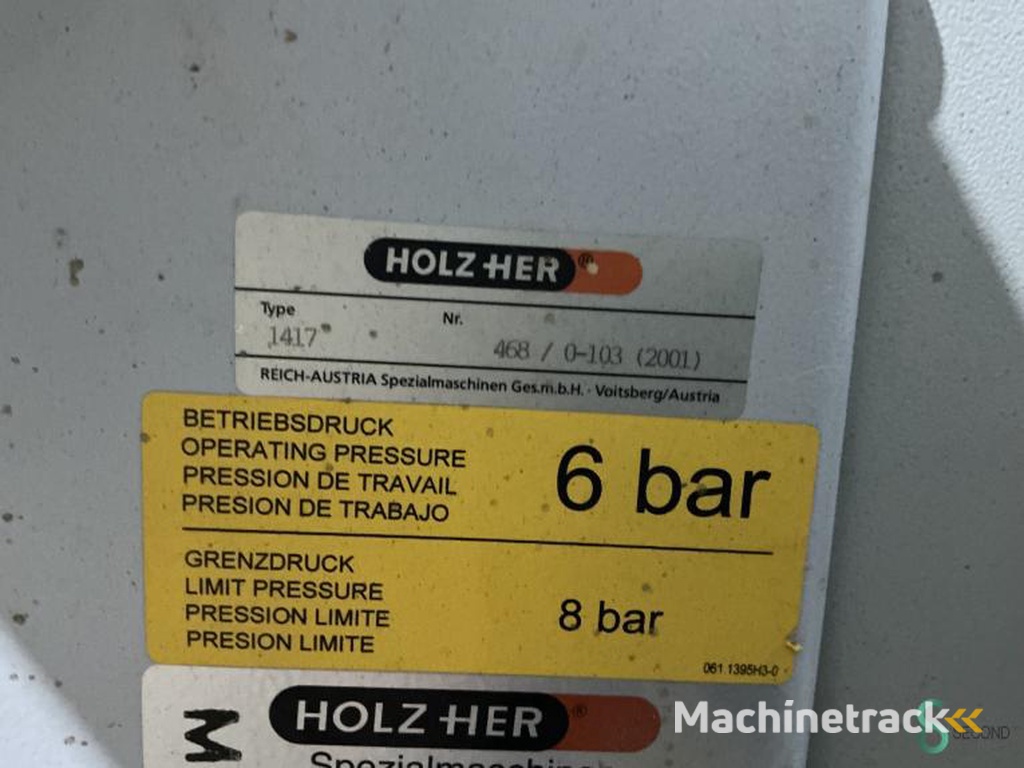 HOLZ-HER®
Type
Nr.
1417
468 / 0-103 (2001)
REICH-AUSTRIA Spezialmaschinen Ges.m.b.H. · Voitsberg/Austria
BETRIEBSDRUCK
OPERATING PRESSURE
PRESSION DE TRAVAIL
PRESION DE TRABAJO
6 bar
GRENZDRUCK
LIMIT PRESSURE
PRESSION LIMITE
PRESION LIMITE
8 bar
061 1395H3-0
HOLZ-HER®
M
Machinetrack
SECOND